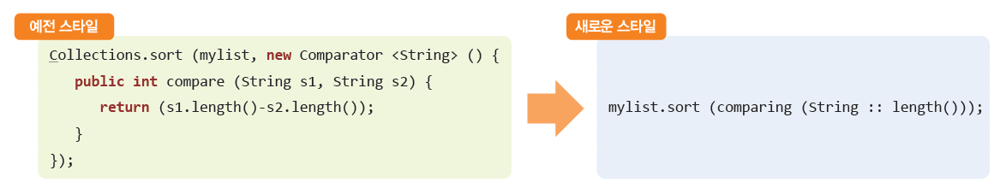 예전 스타일
Collections.sort (mylist, new Comparator <String> () {
public int compare (String s1, String s2) {
return (s1.length()-s2.length());
}
});
새로운 스타일
mylist.sort (comparing (String :: length()));